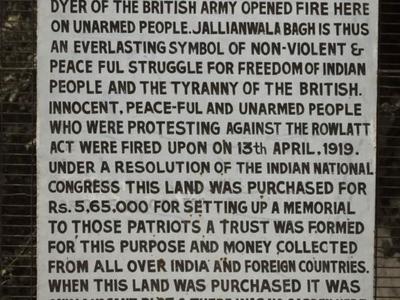 DYER OF THE BRITISH ARMY OPENED FIRE HERE
ON UNARMED PEOPLE. JALLIANWALA BAGH IS THUS
AN EVERLASTING SYMBOL OF NON-VIOLENT &
PEACE FUL STRUGGLE FOR FREEDOM OF INDIAN
PEOPLE AND THE TYRANNY OF THE BRITISH.
INNOCENT, PEACE-FUL AND UNARMED PEOPLE
WHO WERE PROTESTING AGAINST THE ROWLATT
ACT WERE FIRED UPON ON 13th APRIL, 1919.
UNDER A RESOLUTION OF THE INDIAN NATIONAL
CONGRESS THIS LAND WAS PURCHASED FOR
Rs. 5,65,000 FOR SETTING UP A MEMORIAL
TO THOSE PATRIOTS A TRUST WAS FORMED
FOR THIS PURPOSE AND MONEY COLLECTED
FROM ALL OVER INDIA AND FOREIGN COUNTRIES.
WHEN THIS LAND WAS PURCHASED IT WAS